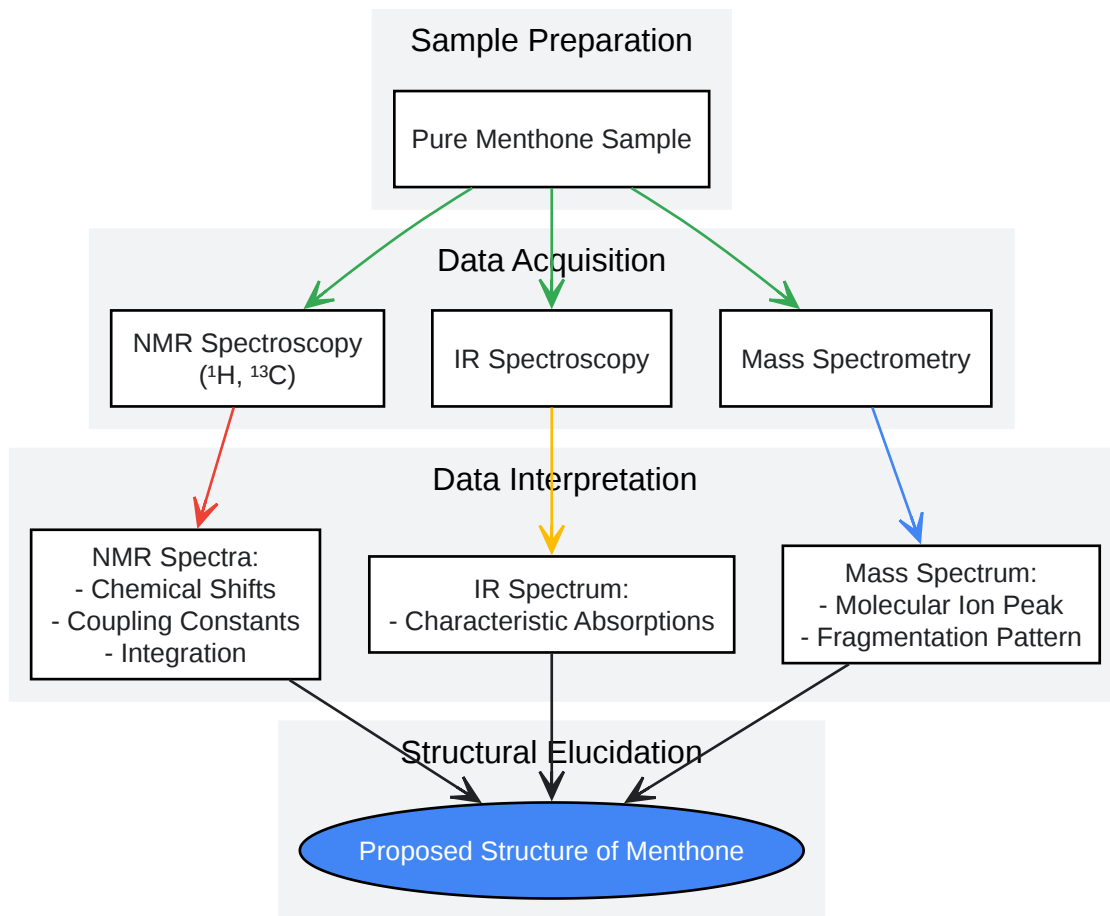 Sample Preparation
Pure Menthone Sample
Data Acquisition
NMR Spectroscopy
(¹H, ¹³C)
IR Spectroscopy
Mass Spectrometry
Data Interpretation
NMR Spectra:
- Chemical Shifts
- Coupling Constants
- Integration
IR Spectrum:
- Characteristic Absorptions
Mass Spectrum:
- Molecular Ion Peak
- Fragmentation Pattern
Structural Elucidation
Proposed Structure of Menthone